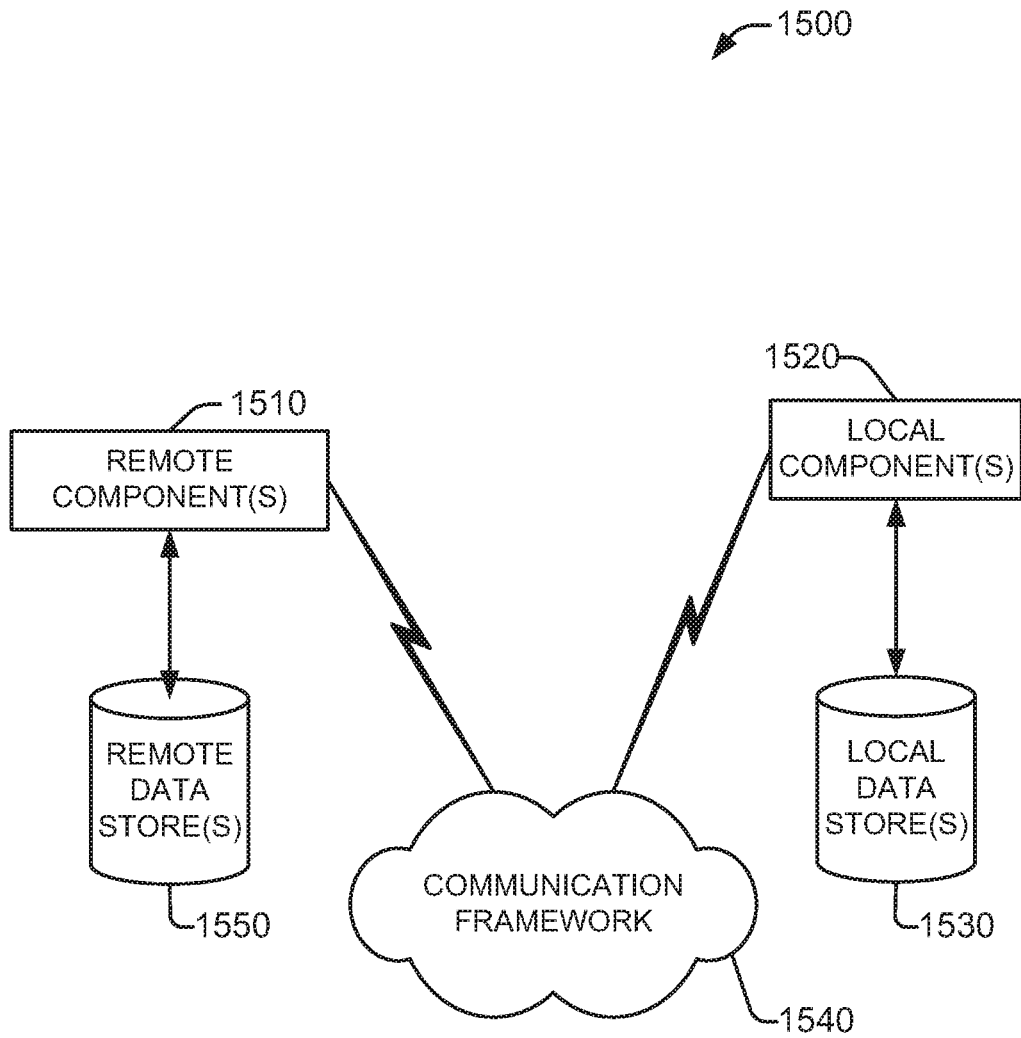 1500
1520
1510
LOCAL
COMPONENT(S)
REMOTE
COMPONENT(S)
REMOTE
DATA
STORE(S)
LOCAL
DATA
STORE(S)
COMMUNICATION
FRAMEWORK
1550
1530
1540